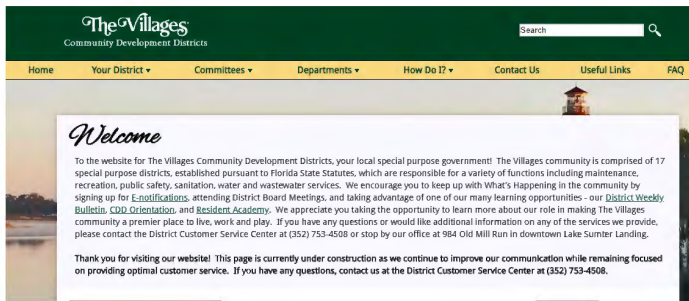 The Villages
Community Development Districts
Search
Home Your District Committees Departments How Do I? Contact Us Useful Links FAQ
Welcome
To the website for The Villages Community Development Districts, your local special purpose government! The Villages community is comprised of 17
special purpose districts, established pursuant to Florida State Statutes, which are responsible for a variety of functions including maintenance,
recreation, public safety, sanitation, water and wastewater services. We encourage you to keep up with What's Happening in the community by
signing up for E-notifications, attending District Board Meetings, and taking advantage of one of our many learning opportunities - our District Weekly
Bulletin, CDD Orientation, and Resident Academy. We appreciate you taking the opportunity to learn more about our role in making The Villages
community a premier place to live, work and play. If you have any questions or would like additional information on any of the services we provide,
please contact the District Customer Service Center at (352) 753-4508 or stop by our office at 984 Old Mill Run in downtown Lake Sumter Landing.
Thank you for visiting our website! This page is currently under construction as we continue to improve our communication while remaining focused
on providing optimal customer service. If you have any questions, contact us at the District Customer Service Center at (352) 753-4508.